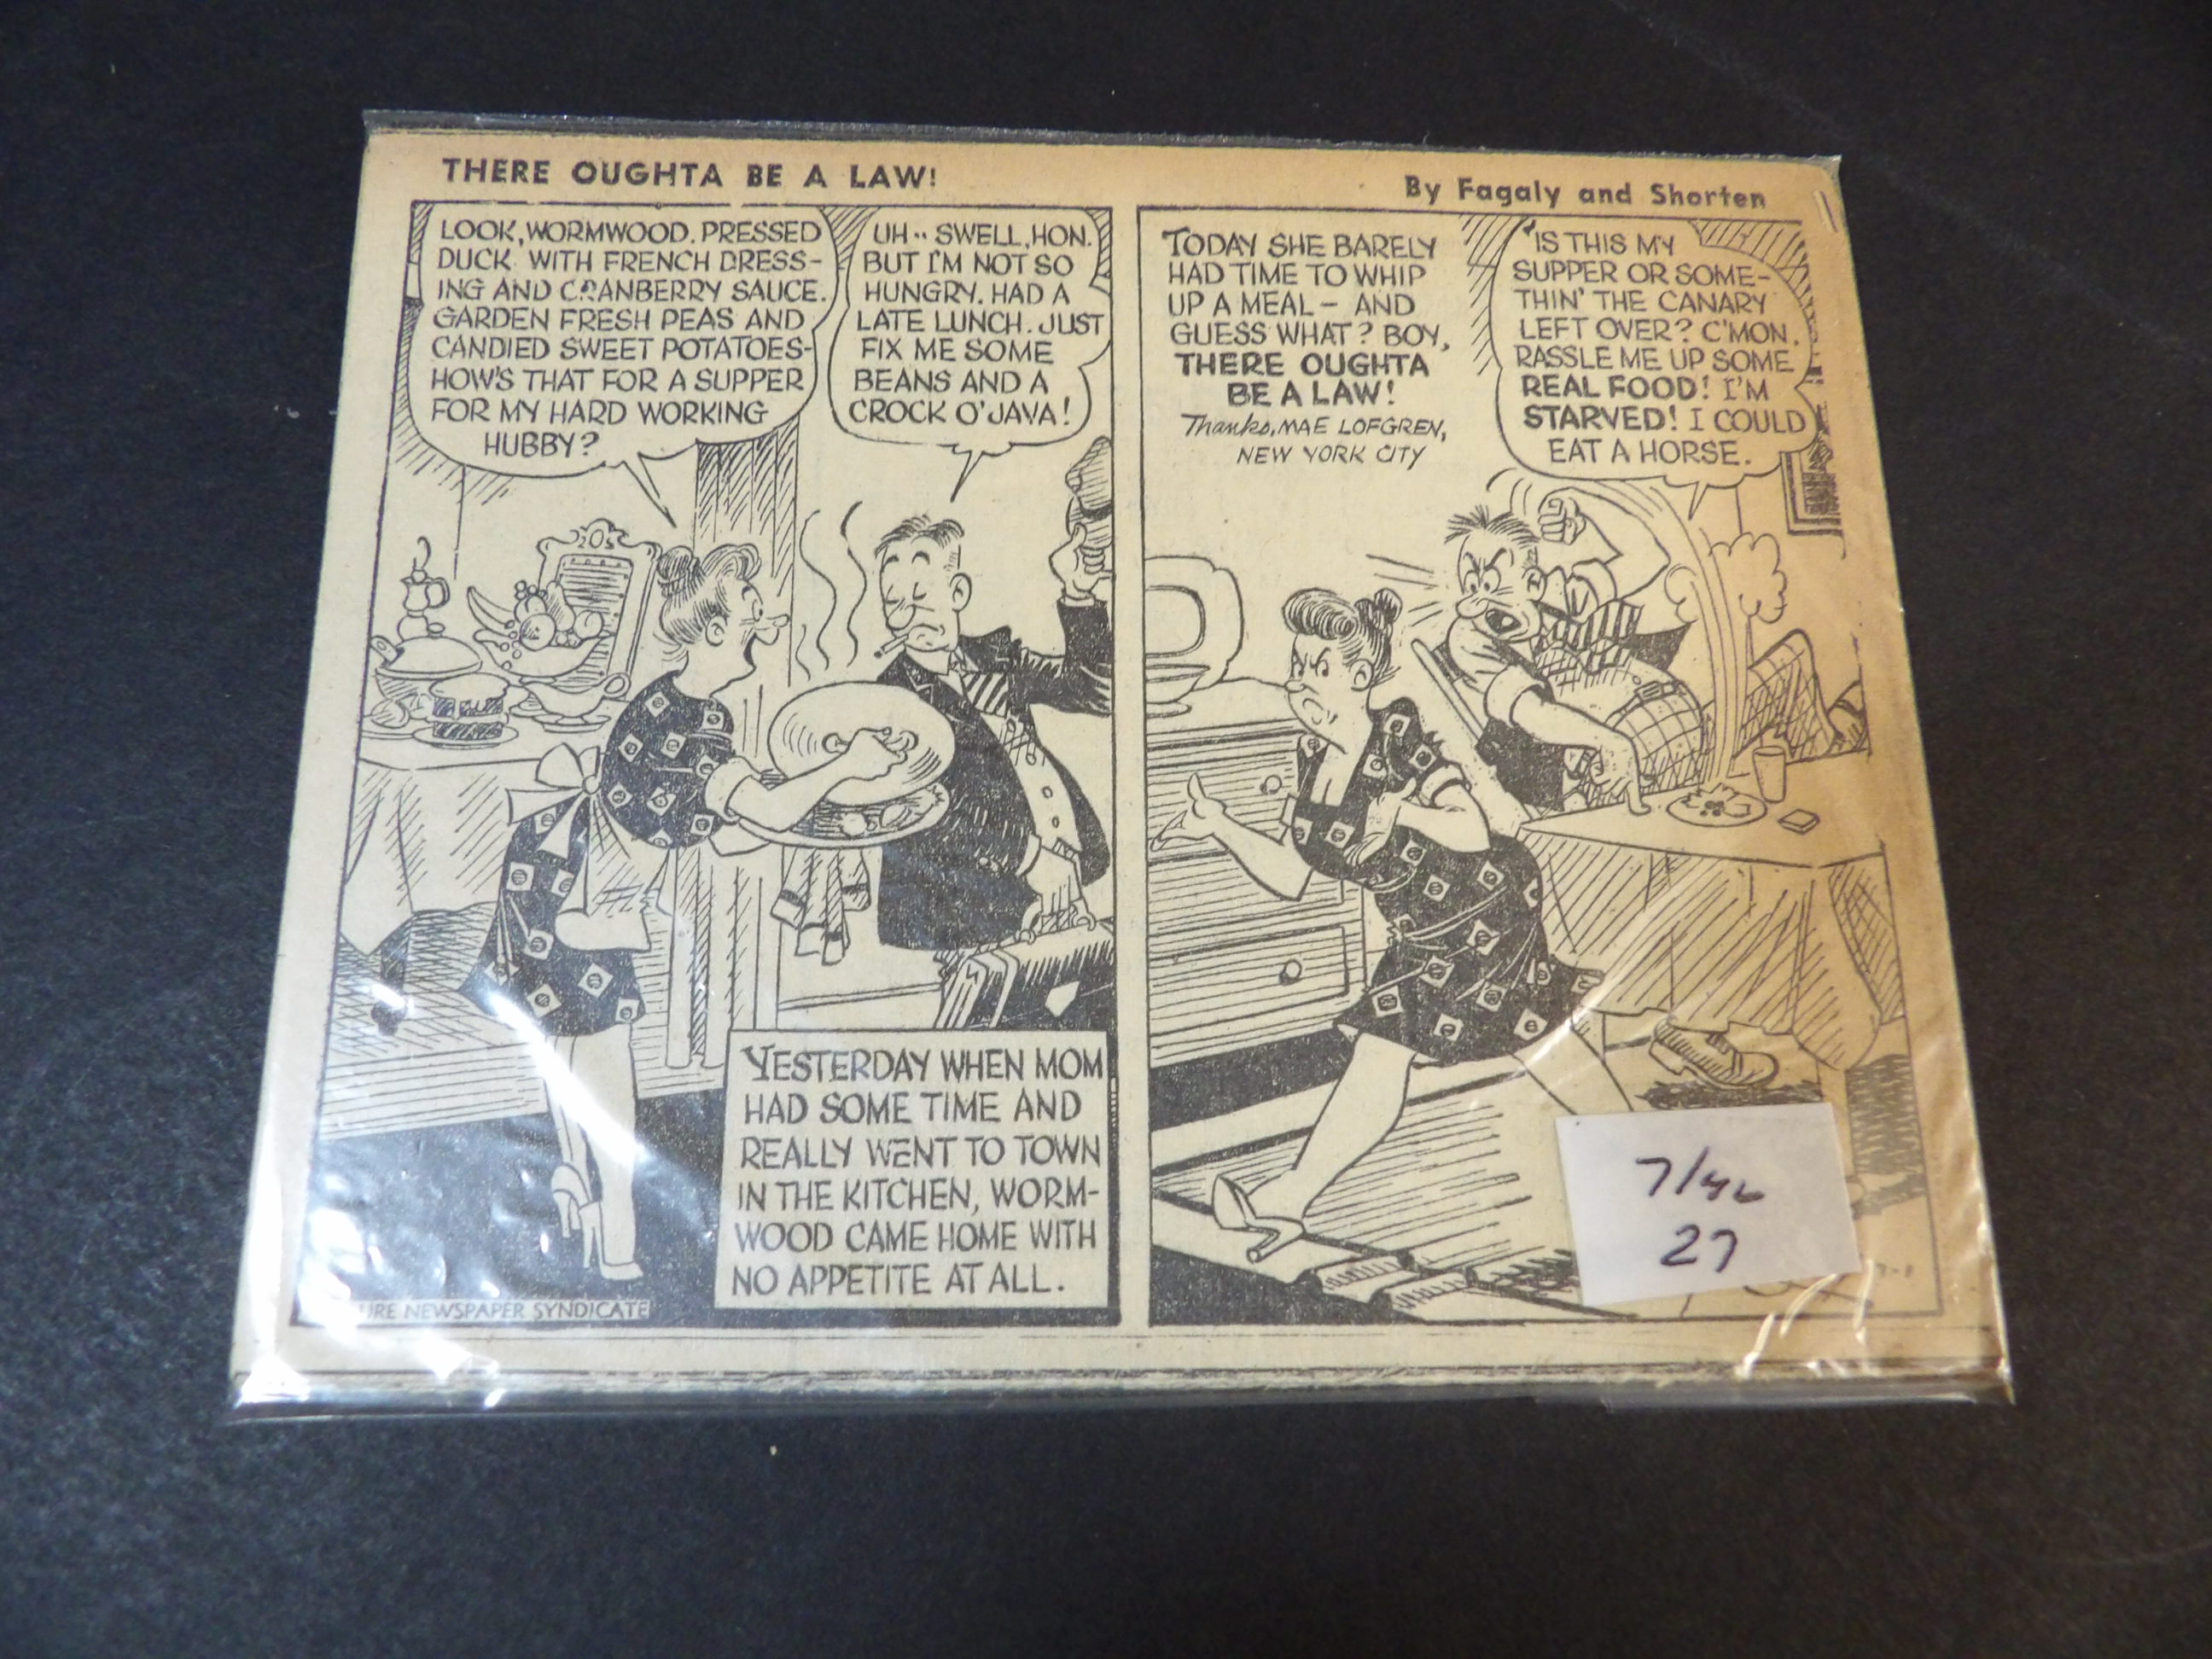 THERE OUGHTA BE A LAW!
By Fagaly and Shorten
LOOK, WORMWOOD. PRESSED
DUCK WITH FRENCH DRESS-
ING AND CRANBERRY SAUCE.
GARDEN FRESH PEAS AND
CANDIED SWEET POTATOES-
HOW'S THAT FOR A SUPPER
FOR MY HARD WORKING
HUBBY?
UH-- SWELL, HON.
BUT I'M NOT SO
HUNGRY. HAD A
LATE LUNCH. JUST
FIX ME SOME
BEANS AND A
CROCK O'JAVA!
YESTERDAY WHEN MOM
HAD SOME TIME AND
REALLY WENT TO TOWN
IN THE KITCHEN, WORM-
WOOD CAME HOME WITH
NO APPETITE AT ALL.
URE NEWSPAPER SYNDICATE
TODAY SHE BARELY
HAD TIME TO WHIP
UP A MEAL - AND
GUESS WHAT? BOY,
THERE OUGHTA
BE A LAW!
Thanks, MAE LOFGREN,
NEW YORK CITY
IS THIS MY
SUPPER OR SOME-
THIN' THE CANARY
LEFT OVER? C'MON.
RASSLE ME UP SOME
REAL FOOD! I'M
STARVED! I COULD
EAT A HORSE.
27